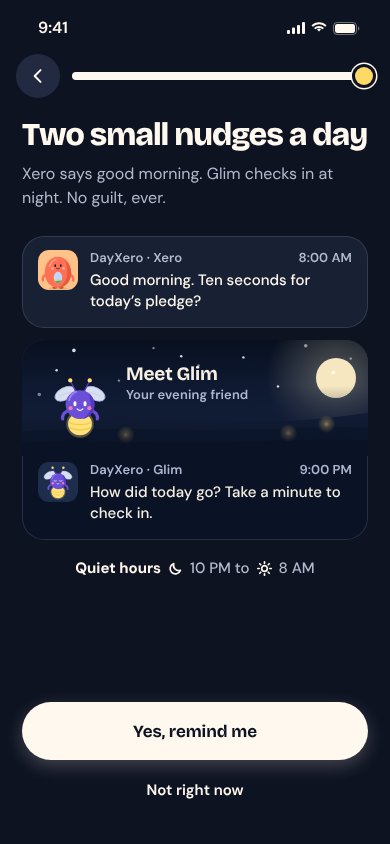 9:41
Two small nudges a day
Xero says good morning. Glim checks in at
night. No guilt, ever.
DayXero · Xero 8:00 AM
Good morning. Ten seconds for
today’s pledge?
Meet Glim
Your evening friend
DayXero · Glim 9:00 PM
How did today go? Take a minute to
check in.
Quiet hours 10 PM to 8 AM
Yes, remind me
Not right now